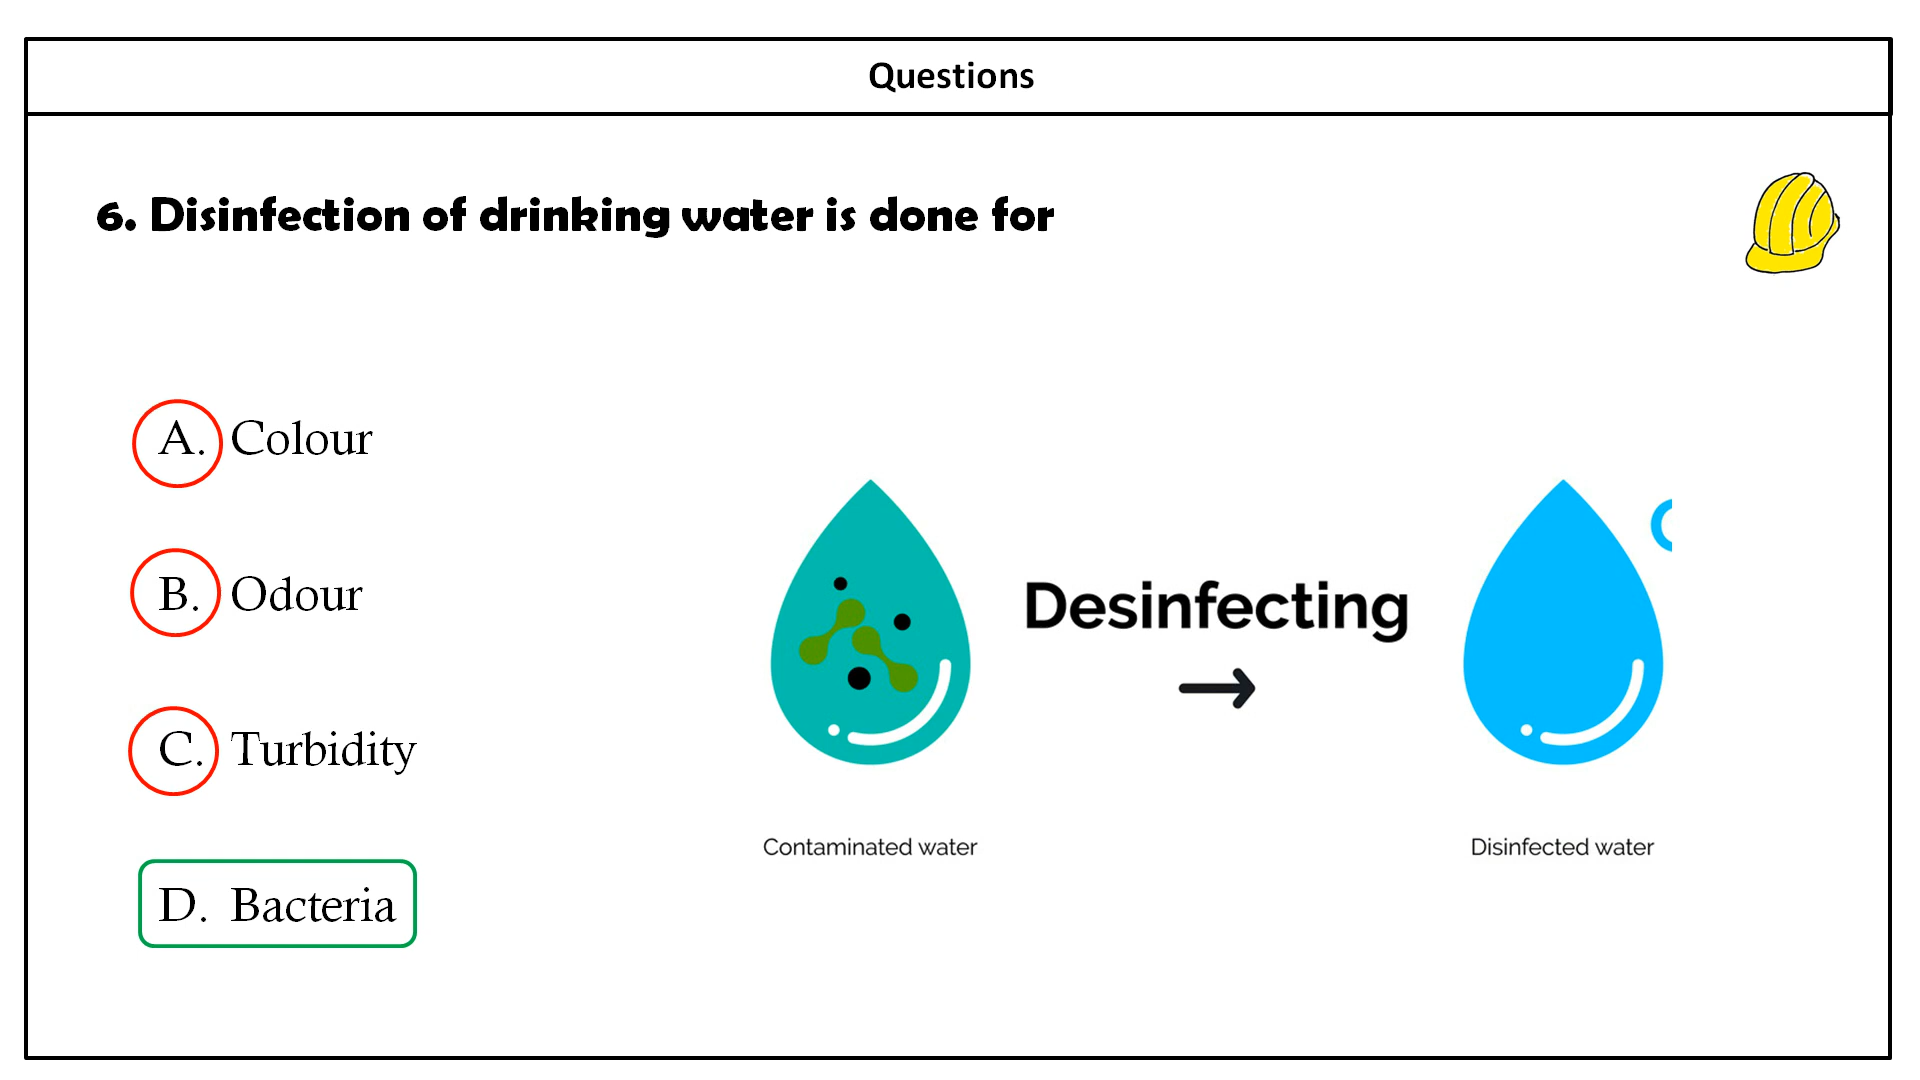 Questions
6. Disinfection of drinking water is done for
A. Colour
B. Odour
C. Turbidity
D. Bacteria
Desinfecting
Contaminated water
Disinfected water